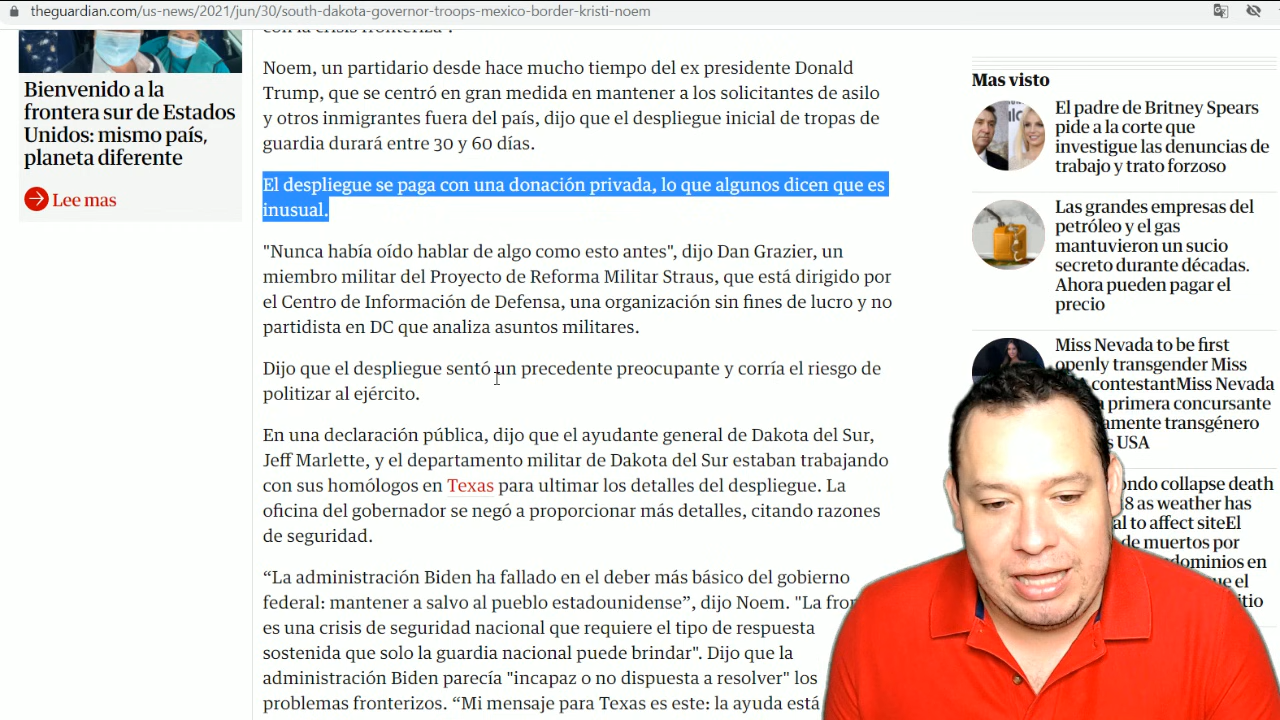 theguardian.com/us-news/2021/jun/30/south-dakota-governor-troops-mexico-border-kristi-noem
Bienvenido a la
frontera sur de Estados
Unidos: mismo país,
planeta diferente
Lee mas
con la crisis fronteriza".
Noem, un partidario desde hace mucho tiempo del ex presidente Donald
Trump, que se centró en gran medida en mantener a los solicitantes de asilo
y otros inmigrantes fuera del país, dijo que el despliegue inicial de tropas de
guardia durará entre 30 y 60 días.
El despliegue se paga con una donación privada, lo que algunos dicen que es
inusual.
"Nunca había oído hablar de algo como esto antes", dijo Dan Grazier, un
miembro militar del Proyecto de Reforma Militar Straus, que está dirigido por
el Centro de Información de Defensa, una organización sin fines de lucro y no
partidista en DC que analiza asuntos militares.
Dijo que el despliegue sentó un precedente preocupante y corría el riesgo de
politizar al ejército.
En una declaración pública, dijo que el ayudante general de Dakota del Sur,
Jeff Marlette, y el departamento militar de Dakota del Sur estaban trabajando
con sus homólogos en Texas para ultimar los detalles del despliegue. La
oficina del gobernador se negó a proporcionar más detalles, citando razones
de seguridad.
“La administración Biden ha fallado en el deber más básico del gobierno
federal: mantener a salvo al pueblo estadounidense”, dijo Noem. "La fron
es una crisis de seguridad nacional que requiere el tipo de respuesta
sostenida que solo la guardia nacional puede brindar". Dijo que la
administración Biden parecía "incapaz o no dispuesta a resolver" los
problemas fronterizos. “Mi mensaje para Texas es este: la ayuda está
Mas visto
El padre de Britney Spears
pide a la corte que
investigue las denuncias de
trabajo y trato forzoso
Las grandes empresas del
petróleo y el gas
mantuvieron un sucio
secreto durante décadas.
Ahora pueden pagar el
precio
Miss Nevada to be first
openly transgender Miss
contestantMiss Nevada
primera concursante
amente transgénero
USA
ondo collapse death
18 as weather has
al to affect siteEl
de muertos por
dominios en
que el
itio